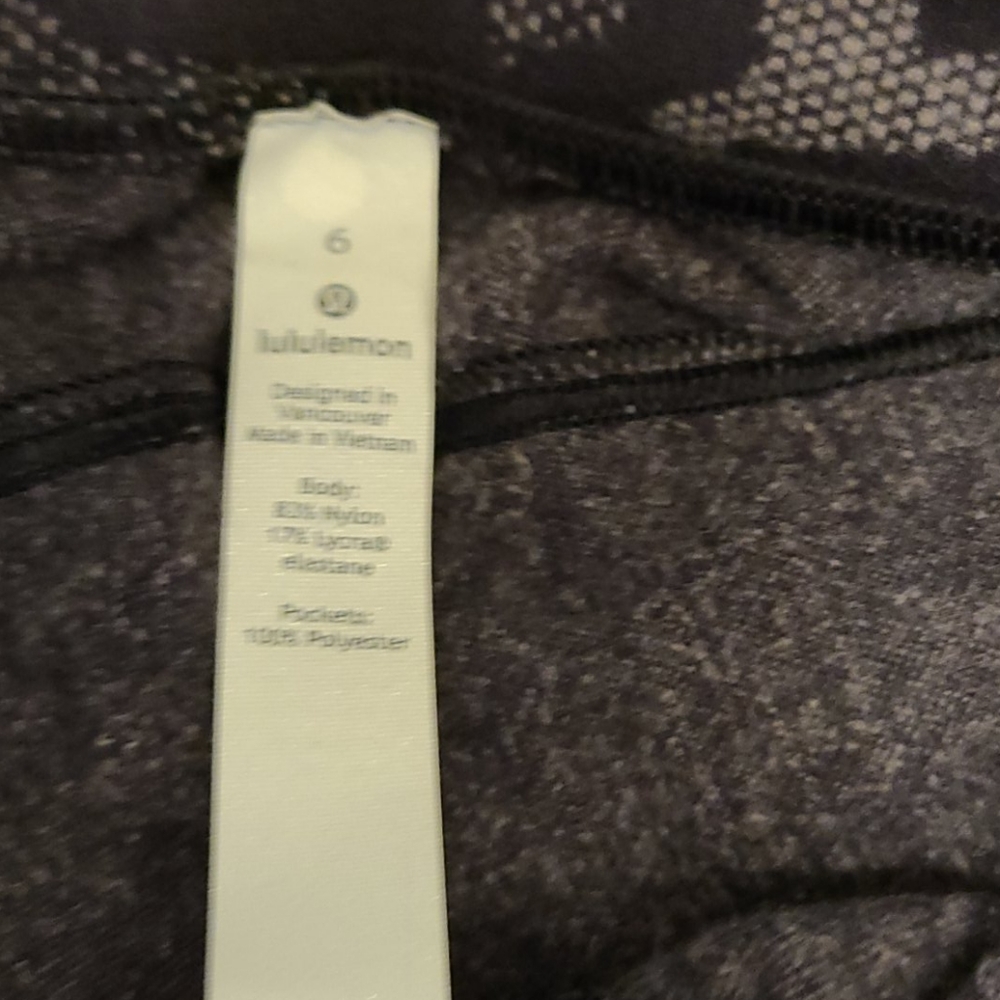 6
lululemon
Designed in
Vancouver
Made in Vietnam
Body:
83% Nylon
17% Lycra®
elastane
Pockets:
100% Polyester